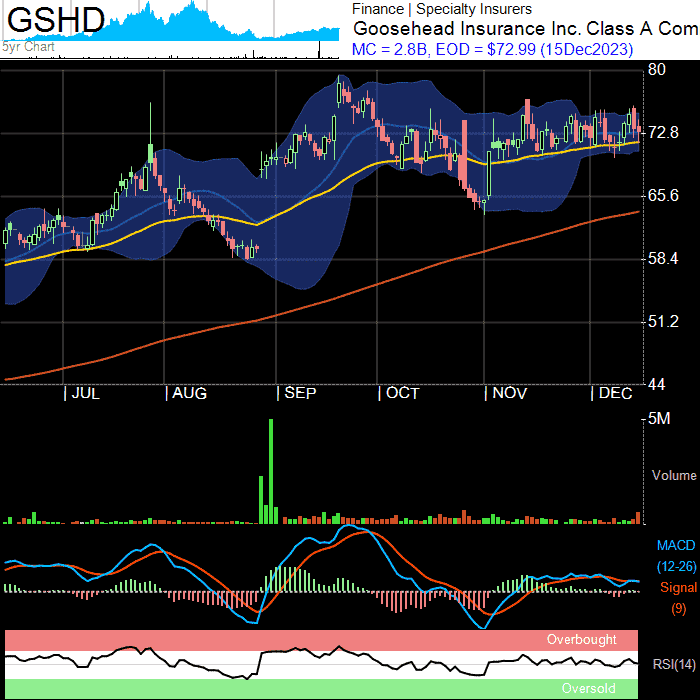 GSHD
5yr Chart
Finance | Specialty Insurers
Goosehead Insurance Inc. Class A Com
MC = 2.8B, EOD = $72.99 (15Dec2023)
80
72.8
65.6
58.4
51.2
44
| JUL | AUG | SEP | OCT | NOV | DEC
5M
Volume
MACD
(12-26)
Signal
(9)
Overbought
RSI(14)
Oversold